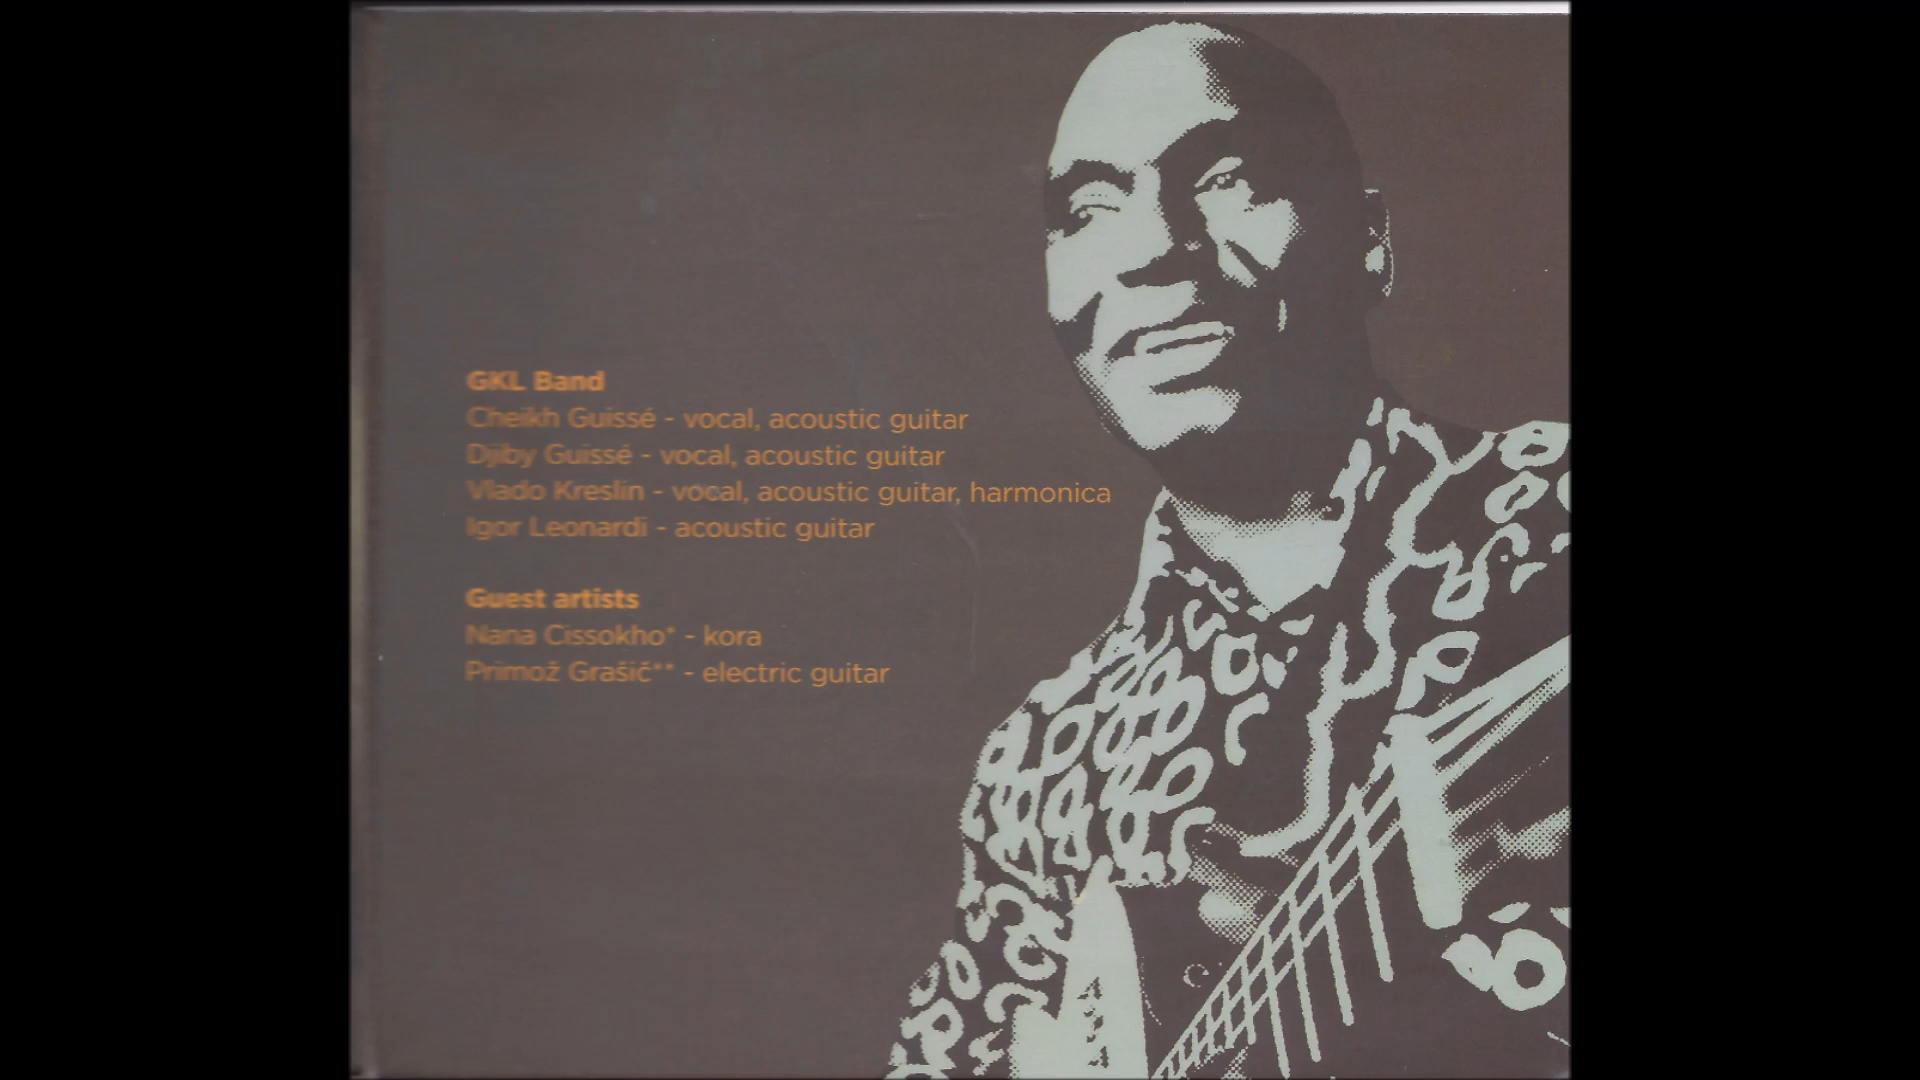 GKL Band
Cheikh Guissé - vocal, acoustic guitar
Djiby Guissé - vocal, acoustic guitar
Vlado Kreslin - vocal, acoustic guitar, harmonica
Igor Leonardi - acoustic guitar
Guest artists
Nana Cissokho* - kora
Primož Grašič** - electric guitar